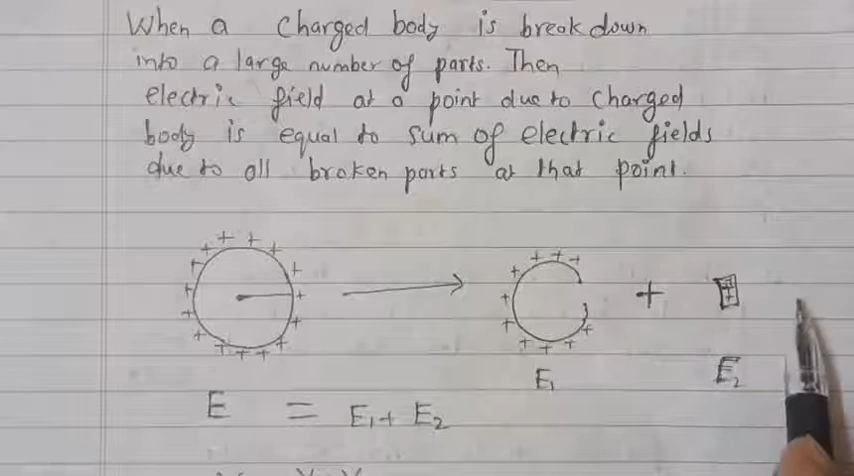 When a charged body is break down
into a large number of parts. Then
electric field at a point due to charged
body is equal to sum of electric fields
due to all broken parts at that point.
+ + + + + + + + + + + + + + + +
+ + + + + + + + + +
+
+
E₁
E₂
E = E₁ + E₂